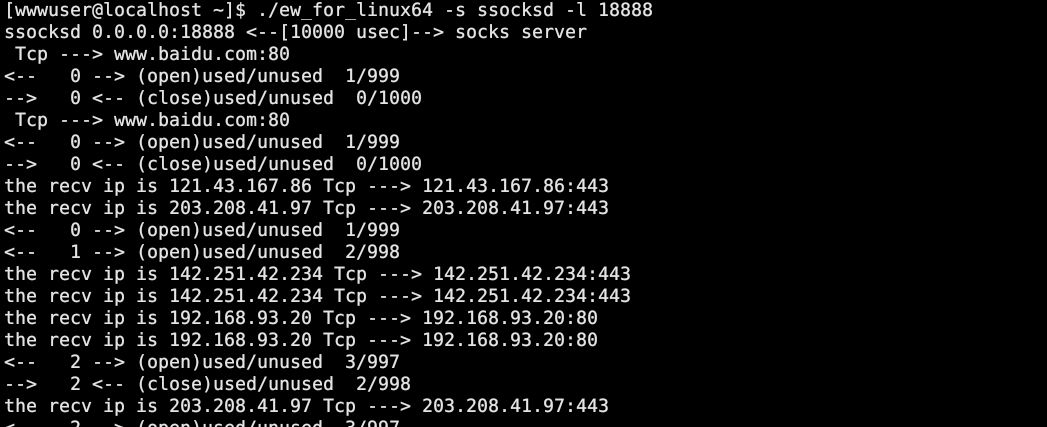 [wwwuser@localhost ~]$ ./ew_for_linux64 -s ssocksd -l 18888
ssocksd 0.0.0.0:18888 <--[10000 usec]--> socks server
 Tcp ---> www.baidu.com:80
<--   0 --> (open)used/unused  1/999
-->   0 <-- (close)used/unused  0/1000
 Tcp ---> www.baidu.com:80
<--   0 --> (open)used/unused  1/999
-->   0 <-- (close)used/unused  0/1000
the recv ip is 121.43.167.86 Tcp ---> 121.43.167.86:443
the recv ip is 203.208.41.97 Tcp ---> 203.208.41.97:443
<--   0 --> (open)used/unused  1/999
<--   1 --> (open)used/unused  2/998
the recv ip is 142.251.42.234 Tcp ---> 142.251.42.234:443
the recv ip is 142.251.42.234 Tcp ---> 142.251.42.234:443
the recv ip is 192.168.93.20 Tcp ---> 192.168.93.20:80
the recv ip is 192.168.93.20 Tcp ---> 192.168.93.20:80
<--   2 --> (open)used/unused  3/997
-->   2 <-- (close)used/unused  2/998
the recv ip is 203.208.41.97 Tcp ---> 203.208.41.97:443
<--   2 --> (open)used/unused  3/997